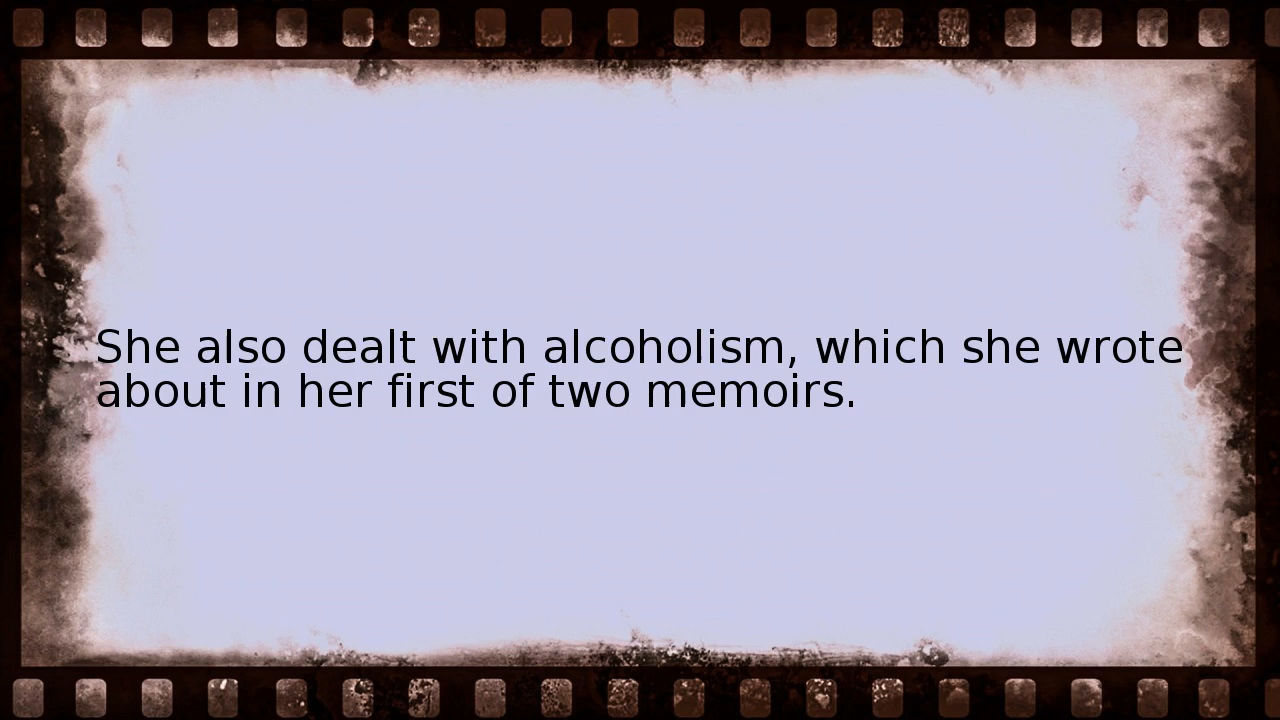 She also dealt with alcoholism, which she wrote
about in her first of two memoirs.